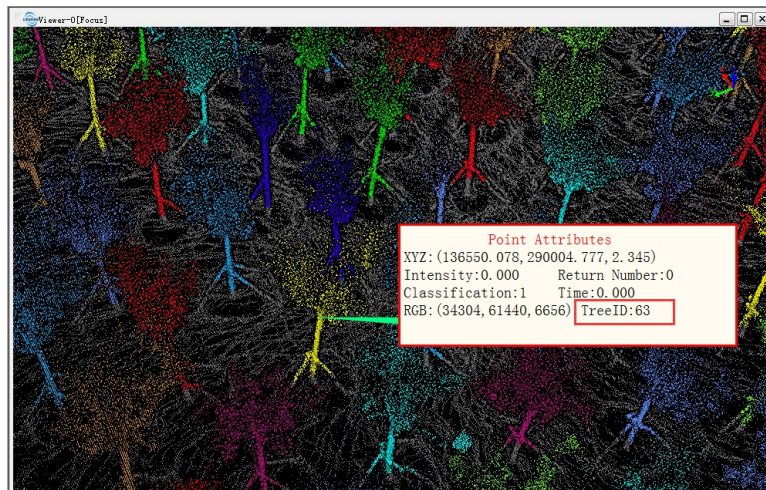 Viewer-0[Focus]
Point Attributes
XYZ:(136550.078,290004.777,2.345)
Intensity:0.000 Return Number:0
Classification:1 Time:0.000
RGB:(34304,61440,6656) TreeID:63